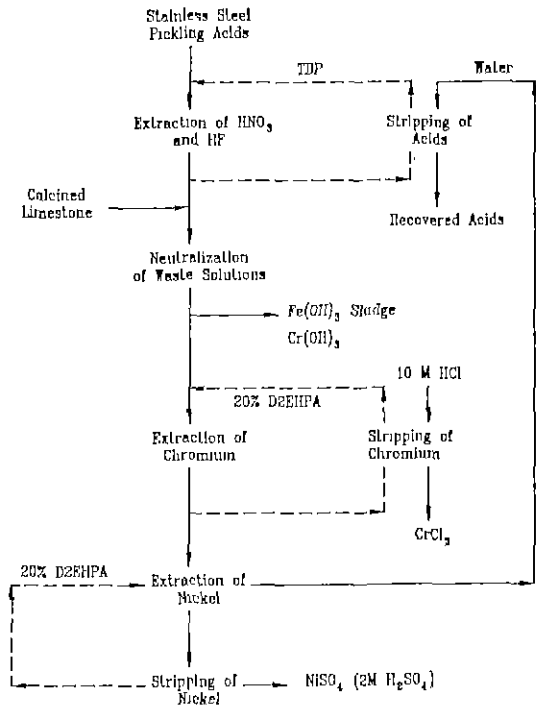 Stainless Steel
Pickling Acids
TDP
Water
Extraction of HNO₃
and HF
Stripping of
Acids
Calcined
Limestone
Recovered Acids
Neutralization
of Waste Solutions
Fe(OH)₃ Sludge
Cr(OH)₃
10 M HCl
20% D2EHPA
Extraction of
Chromium
Stripping of
Chromium
CrCl₃
20% D2EHPA
Extraction of
Nickel
Stripping of
Nickel
NiSO₄ (2M H₂SO₄)